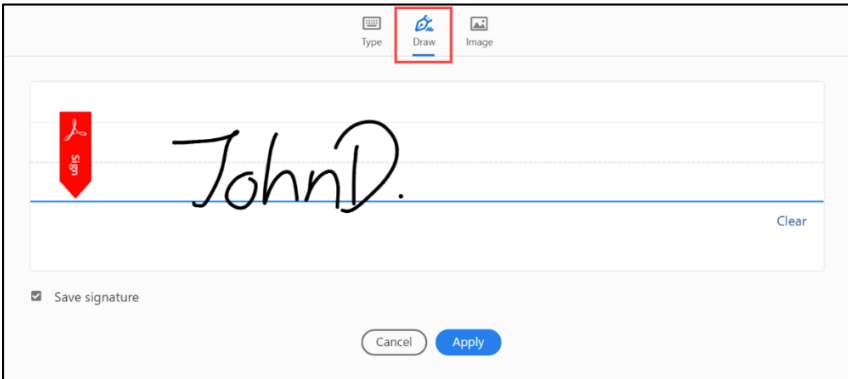 Type Draw Image
Sign
JohnD.
Clear
Save signature
Cancel Apply